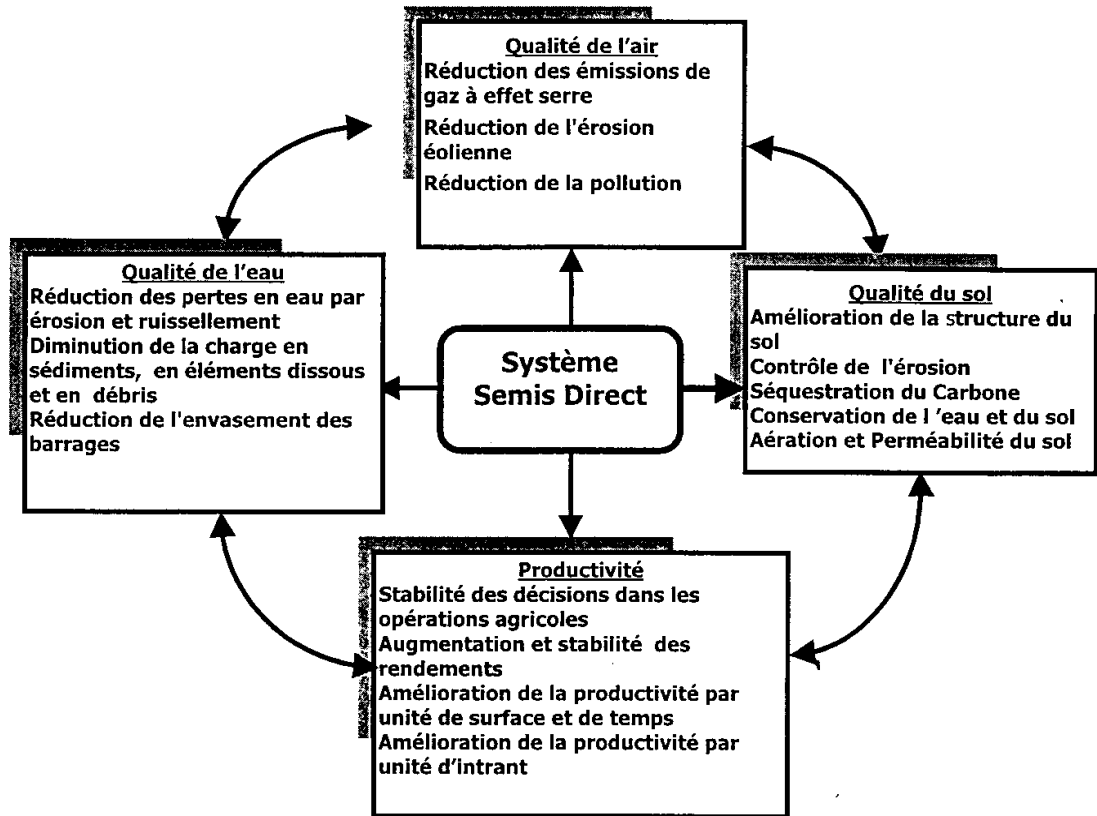 Qualité de l'air
Réduction des émissions de
gaz à effet serre
Réduction de l'érosion
éolienne
Réduction de la pollution
Qualité de l'eau
Réduction des pertes en eau par
érosion et ruissellement
Diminution de la charge en
sédiments, en éléments dissous
et en débris
Réduction de l'envasement des
barrages
Système
Semis Direct
Qualité du sol
Amélioration de la structure du
sol
Contrôle de l'érosion
Séquestration du Carbone
Conservation de l 'eau et du sol
Aération et Perméabilité du sol
Productivité
Stabilité des décisions dans les
opérations agricoles
Augmentation et stabilité des
rendements
Amélioration de la productivité par
unité de surface et de temps
Amélioration de la productivité par
unité d'intrant